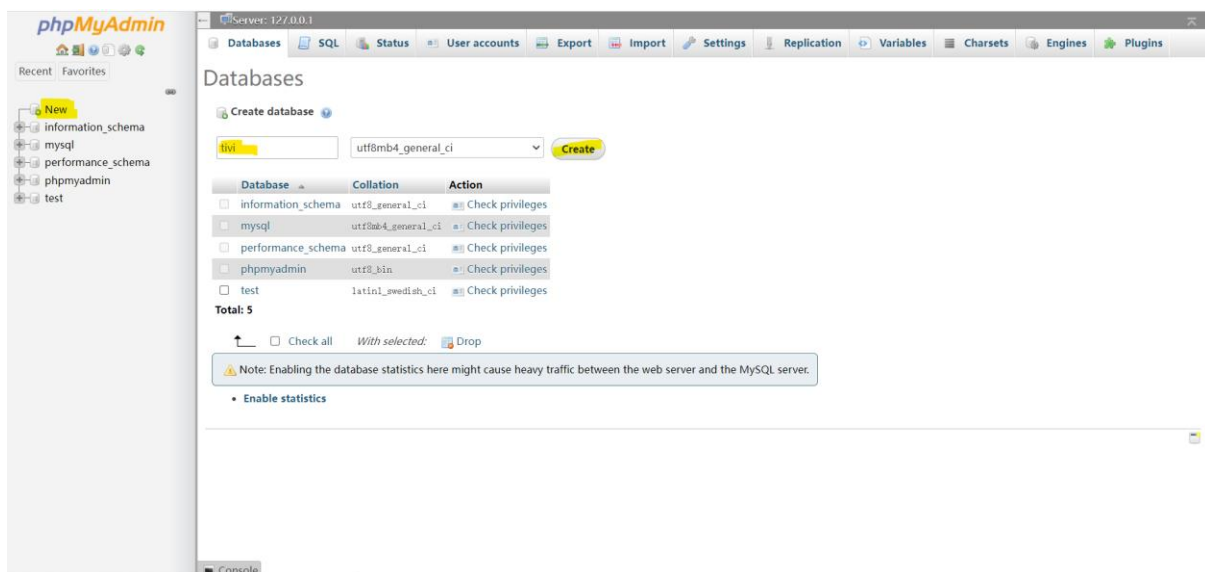 phpMyAdmin
Recent Favorites
New
information_schema
mysql
performance_schema
phpmyadmin
test
Server: 127.0.0.1
Databases SQL Status User accounts Export Import Settings Replication Variables Charsets Engines Plugins
Databases
Create database
tivi utf8mb4_general_ci Create
Database Collation Action
information_schema utf8_general_ci Check privileges
mysql utf8mb4_general_ci Check privileges
performance_schema utf8_general_ci Check privileges
phpmyadmin utf8_bin Check privileges
test latin1_swedish_ci Check privileges
Total: 5
Check all With selected: Drop
Note: Enabling the database statistics here might cause heavy traffic between the web server and the MySQL server.
• Enable statistics
Console